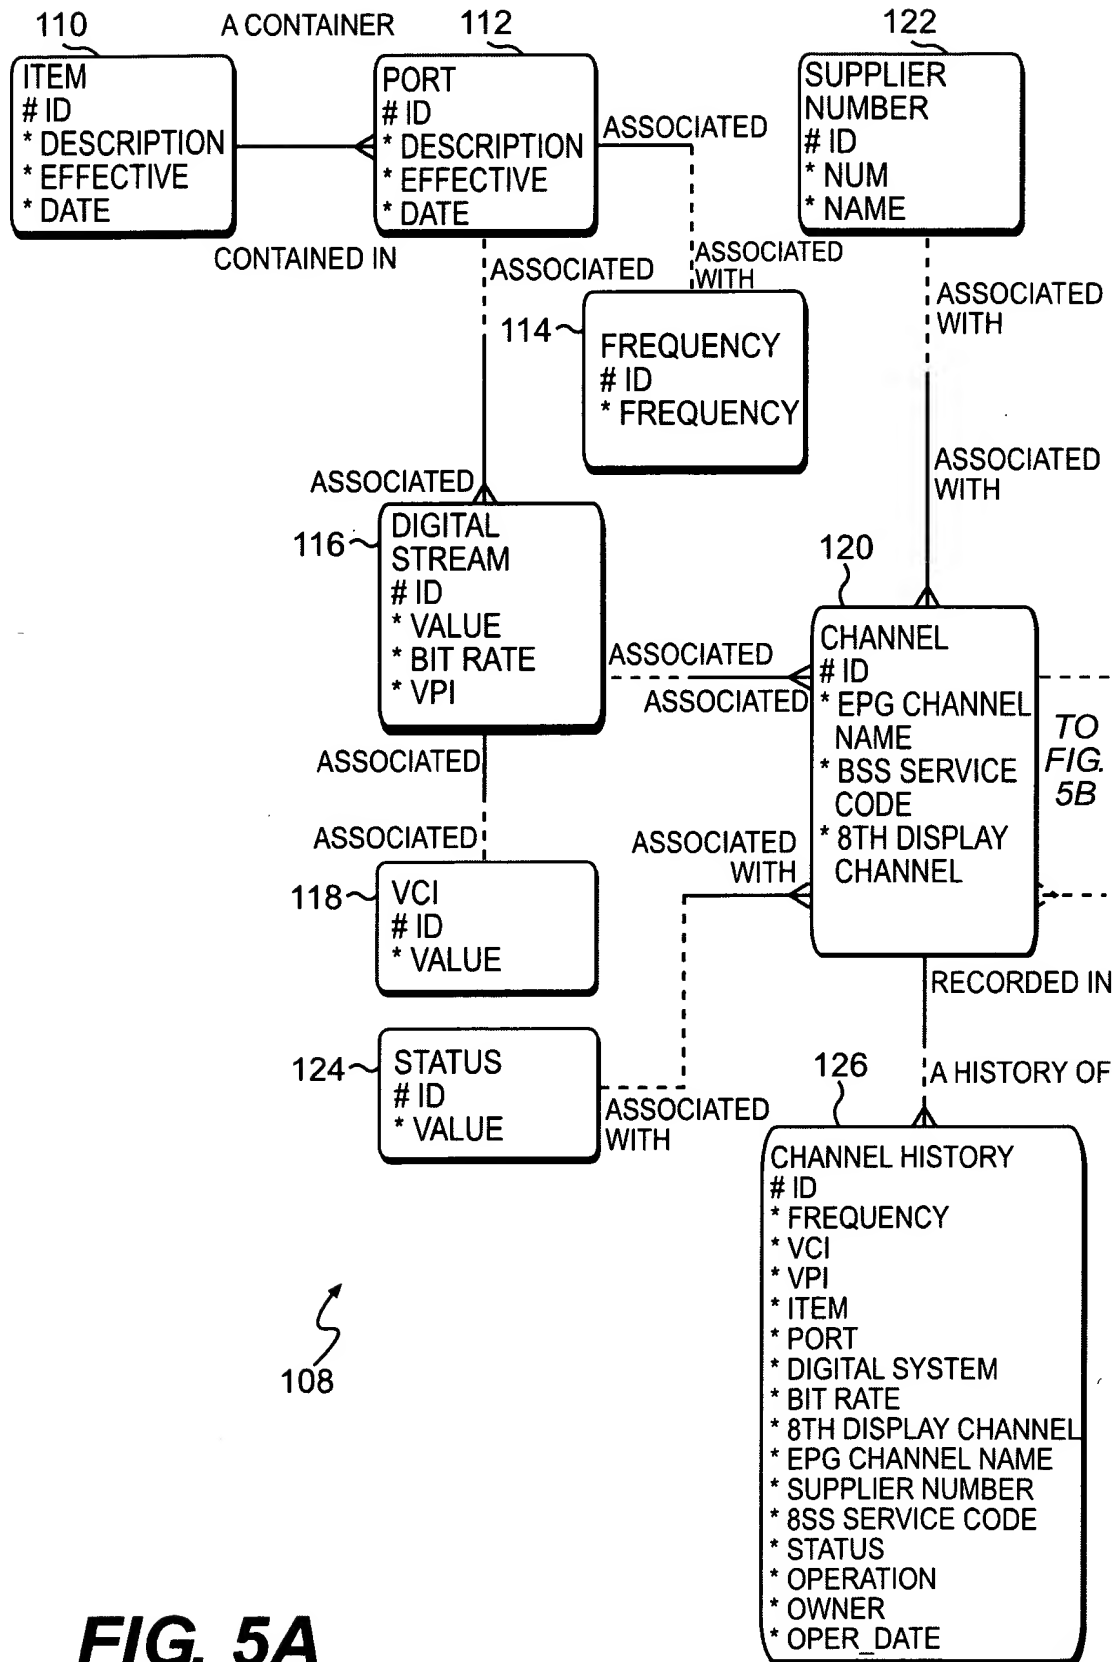 110
A CONTAINER
112
122
ITEM
# ID
* DESCRIPTION
* EFFECTIVE
* DATE
PORT
# ID
* DESCRIPTION
* EFFECTIVE
* DATE
SUPPLIER
NUMBER
# ID
* NUM
* NAME
ASSOCIATED
CONTAINED IN
ASSOCIATED
ASSOCIATED
WITH
ASSOCIATED
WITH
114
FREQUENCY
# ID
* FREQUENCY
ASSOCIATED
ASSOCIATED
WITH
116
DIGITAL
STREAM
# ID
* VALUE
* BIT RATE
* VPI
120
CHANNEL
# ID
* EPG CHANNEL
NAME
* BSS SERVICE
CODE
* 8TH DISPLAY
CHANNEL
ASSOCIATED
ASSOCIATED
TO
FIG.
5B
ASSOCIATED
ASSOCIATED
ASSOCIATED
WITH
118
VCI
# ID
* VALUE
RECORDED IN
124
STATUS
# ID
* VALUE
ASSOCIATED
WITH
126
A HISTORY OF
CHANNEL HISTORY
# ID
* FREQUENCY
* VCI
* VPI
* ITEM
* PORT
* DIGITAL SYSTEM
* BIT RATE
* 8TH DISPLAY CHANNEL
* EPG CHANNEL NAME
* SUPPLIER NUMBER
* 8SS SERVICE CODE
* STATUS
* OPERATION
* OWNER
* OPER_DATE
108
FIG. 5A